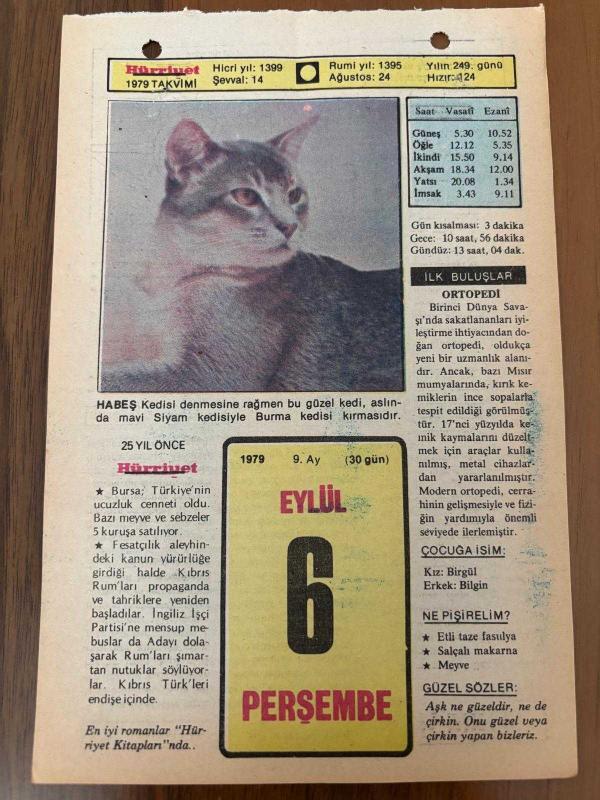 Hürriyet
1979 TAKVİMİ
Hicri yıl: 1399
Şevval: 14
Rumi yıl: 1395
Ağustos: 24
Yılın 249. günü
Hızır: 124
Saat Vasatî Ezanî
Güneş 5.30 10.52
Öğle 12.12 5.35
İkindi 15.50 9.14
Akşam 18.34 12.00
Yatsı 20.08 1.34
İmsak 3.43 9.11
Gün kısalması: 3 dakika
Gece: 10 saat, 56 dakika
Gündüz: 13 saat, 04 dak.
HABEŞ Kedisi denmesine rağmen bu güzel kedi, aslın-
da mavi Siyam kedisiyle Burma kedisi kırmasıdır.
İLK BULUŞLAR
ORTOPEDİ
Birinci Dünya Sava-
şı'nda sakatlananları iyi-
leştirme ihtiyacından do-
ğan ortopedi, oldukça
yeni bir uzmanlık alanı-
dır. Ancak, bazı Mısır
mumyalarında, kırık ke-
miklerin ince sopalarla
tespit edildiği görülmüş-
tür. 17'nci yüzyılda ke-
mik kaymalarını düzelt-
mek için araçlar kulla-
nılmış, metal cihazlar-
dan yararlanılmıştır.
Modern ortopedi, cerra-
hinin gelişmesiyle ve fizi-
ğin yardımıyla önemli
seviyede ilerlemiştir.
25 YIL ÖNCE
Hürriyet
★ Bursa; Türkiye'nin
ucuzluk cenneti oldu.
Bazı meyve ve sebzeler
5 kuruşa satılıyor.
★ Fesatçılık aleyhin-
deki kanun yürürlüğe
girdiği halde Kıbrıs
Rum'ları propaganda
ve tahriklere yeniden
başladılar. İngiliz İşçi
Partisi'ne mensup me-
buslar da Adayı dola-
şarak Rum'ları şımar-
tan nutuklar söylüyor-
lar. Kıbrıs Türk'leri
endişe içinde.
En iyi romanlar "Hür-
riyet Kitapları"nda..
1979 9. Ay (30 gün)
EYLÜL
6
PERŞEMBE
ÇOCUĞA İSİM:
Kız: Birgül
Erkek: Bilgin
NE PİŞİRELİM?
★ Etli taze fasulya
★ Salçalı makarna
★ Meyve
GÜZEL SÖZLER:
Aşk ne güzeldir, ne de
çirkin. Onu güzel veya
çirkin yapan bizleriz.